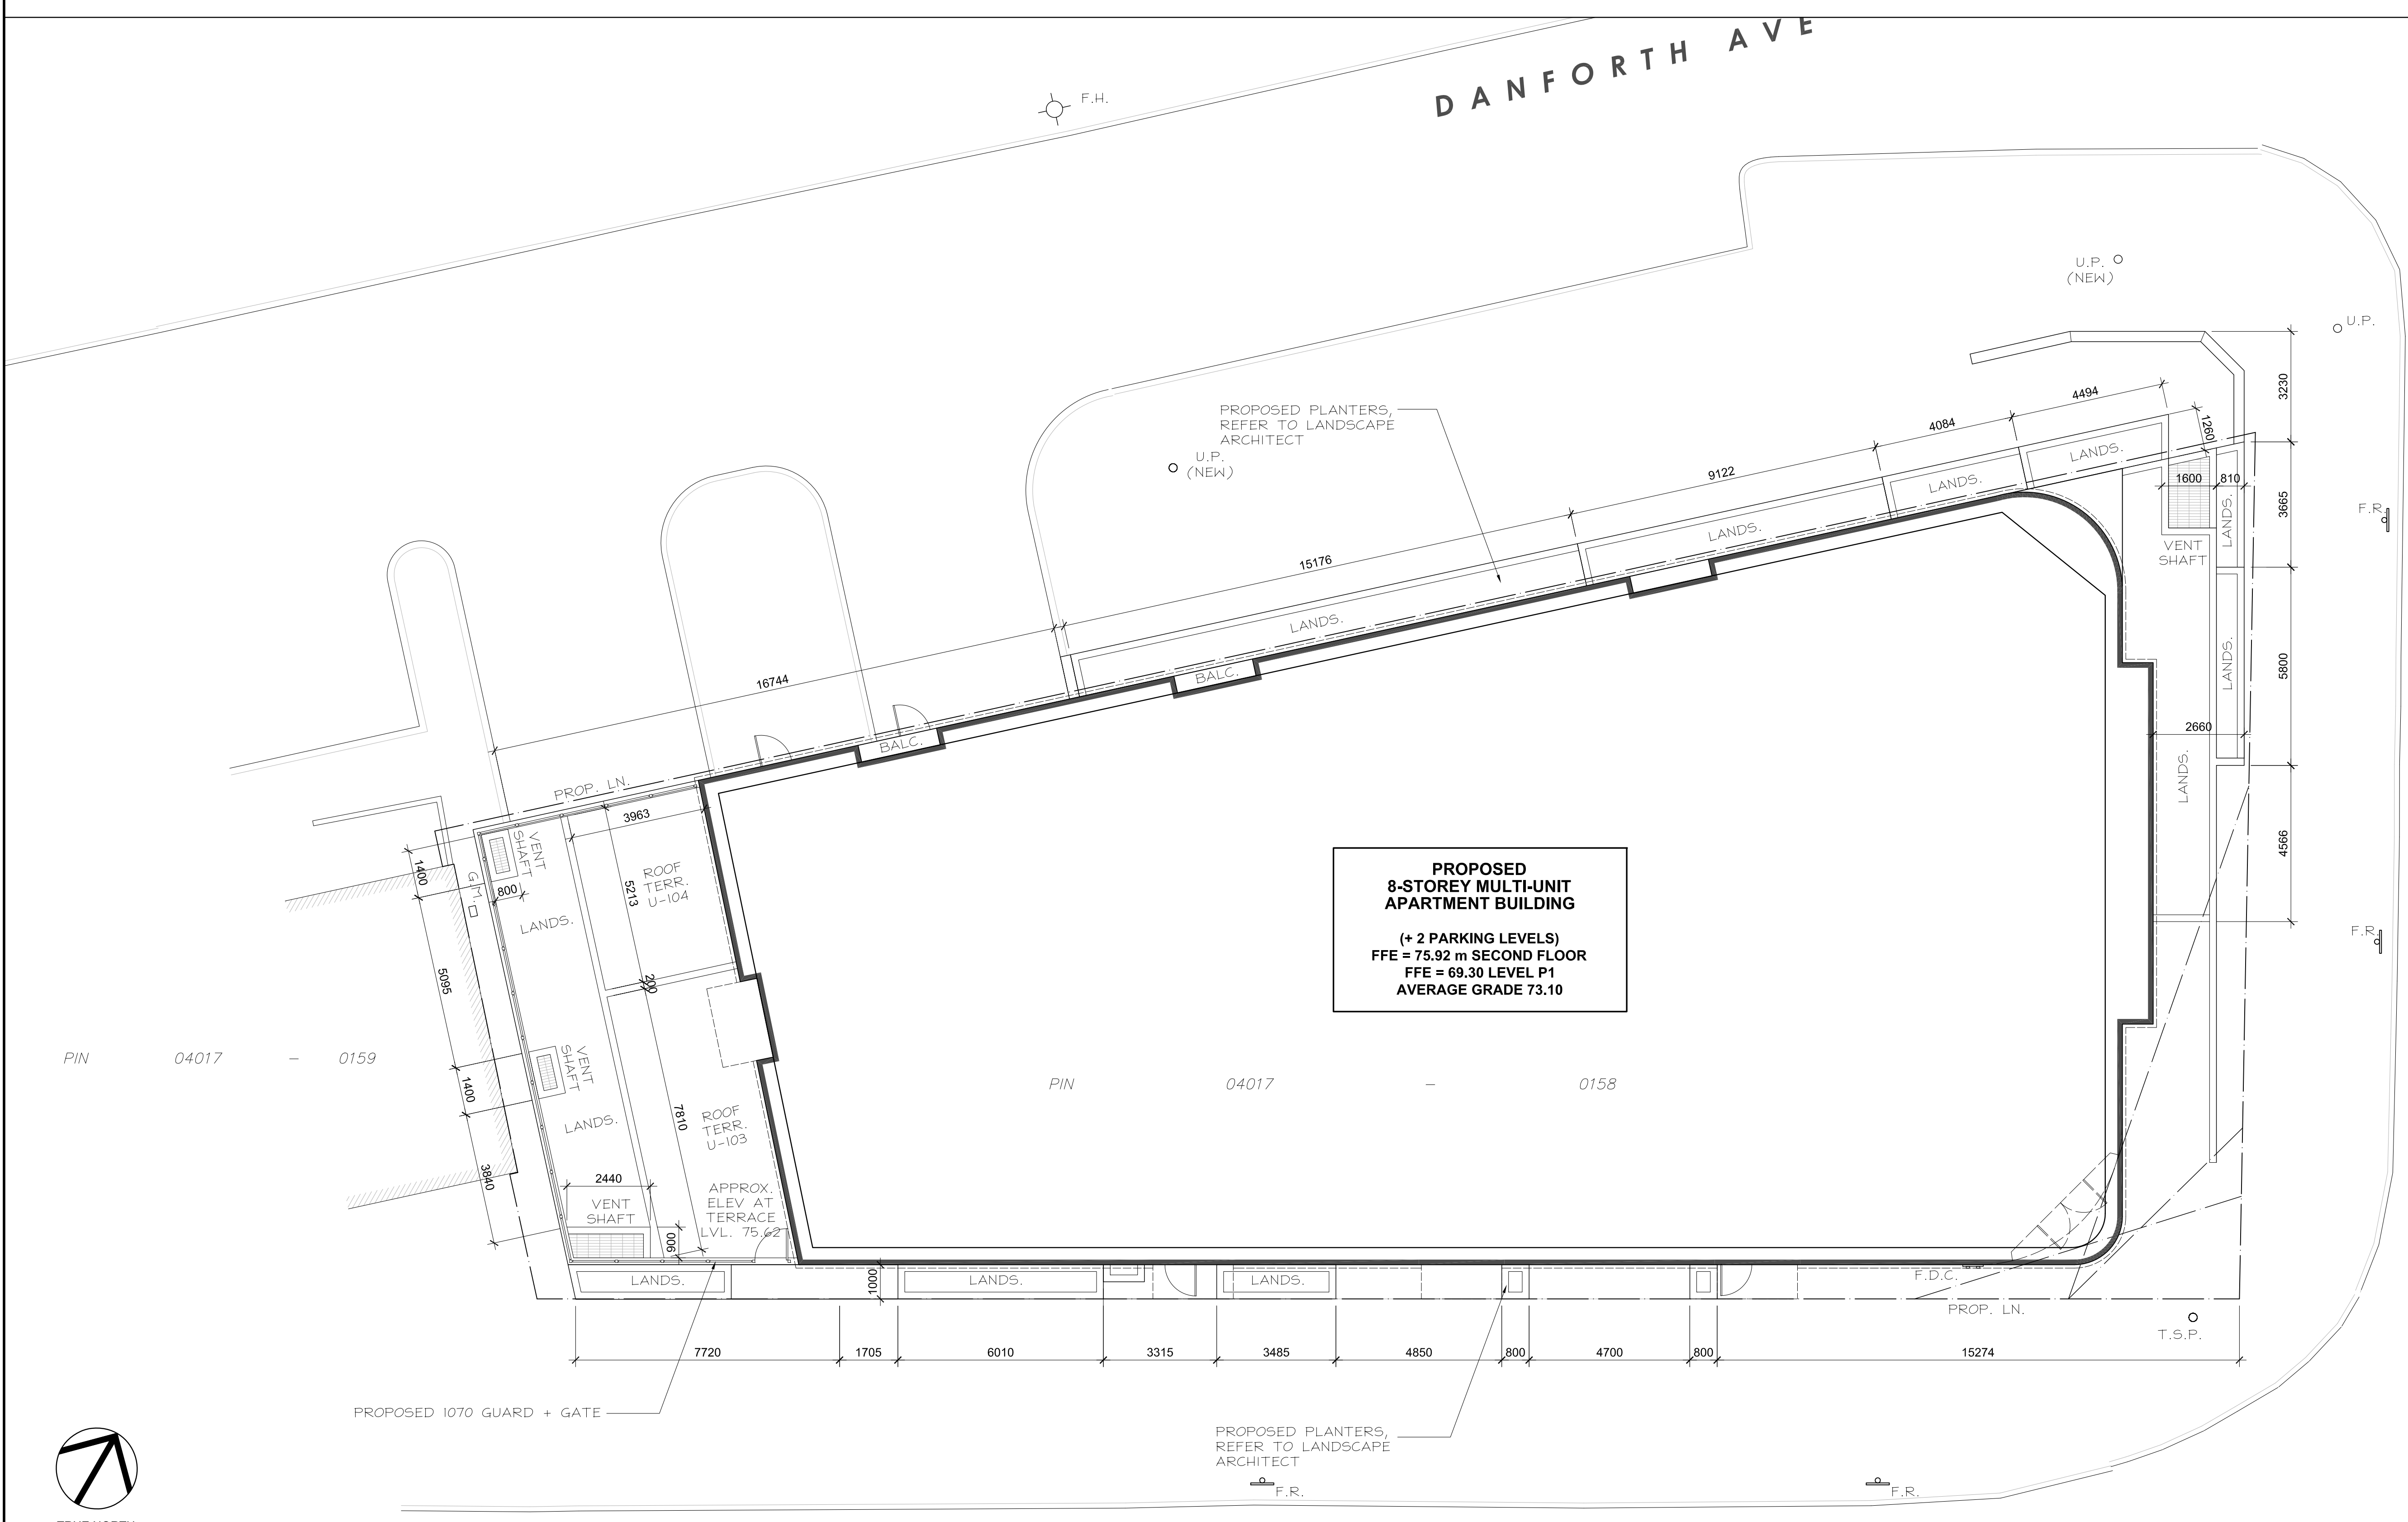 DANFORTH AVE
F.H.
U.P.
(NEW)
U.P.
3230
4494
4084
1260
PROPOSED PLANTERS,
REFER TO LANDSCAPE
ARCHITECT
U.P.
(NEW)
9122
LANDS.
LANDS.
1600
810
3665
LANDS.
F.R.
LANDS.
VENT
SHAFT
15176
LANDS.
5800
LANDS.
BALC.
16744
2660
BALC.
LANDS.
PROP. LN.
3963
4566
VENT
SHAFT
1400
G.M.
800
ROOF
TERR.
U-104
5213
LANDS.
PROPOSED
8-STOREY MULTI-UNIT
APARTMENT BUILDING
(+ 2 PARKING LEVELS)
FFE = 75.92 m SECOND FLOOR
FFE = 69.30 LEVEL P1
AVERAGE GRADE 73.10
F.R.
5095
200
PIN 04017 – 0159
VENT
SHAFT
1400
PIN 04017 – 0158
7810
ROOF
TERR.
U-103
LANDS.
3840
2440
VENT
SHAFT
APPROX.
ELEV AT
TERRACE
LVL. 75.62
900
1000
LANDS.
LANDS.
LANDS.
F.D.C.
PROP. LN.
T.S.P.
7720
1705
6010
3315
3485
4850
800
4700
800
15274
PROPOSED 1070 GUARD + GATE
PROPOSED PLANTERS,
REFER TO LANDSCAPE
ARCHITECT
F.R.
F.R.